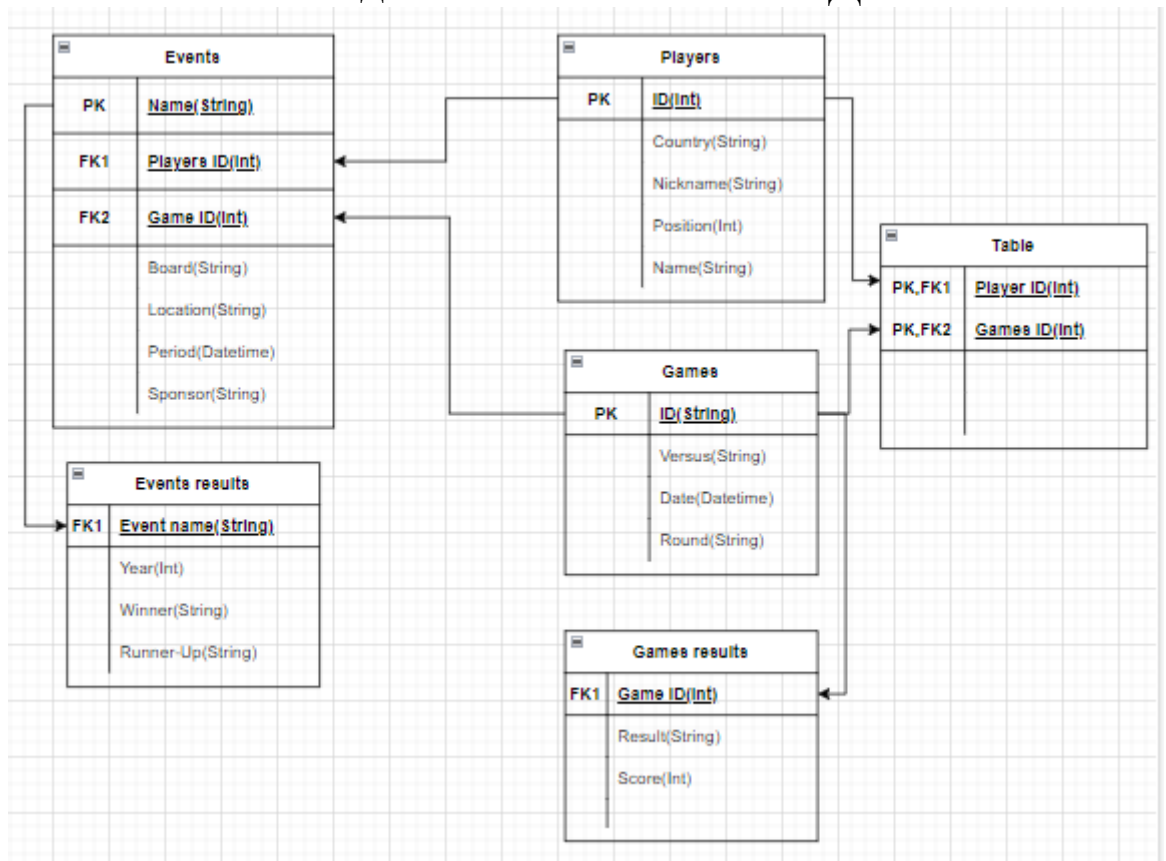 Events
PK Name(String)
FK1 Players ID(Int)
FK2 Game ID(Int)
Board(String)
Location(String)
Period(Datetime)
Sponsor(String)
Players
PK ID(Int)
Country(String)
Nickname(String)
Position(Int)
Name(String)
Table
PK,FK1 Player ID(Int)
PK,FK2 Games ID(Int)
Games
PK ID(String)
Versus(String)
Date(Datetime)
Round(String)
Events results
FK1 Event name(String)
Year(Int)
Winner(String)
Runner-Up(String)
Games results
FK1 Game ID(Int)
Result(String)
Score(Int)